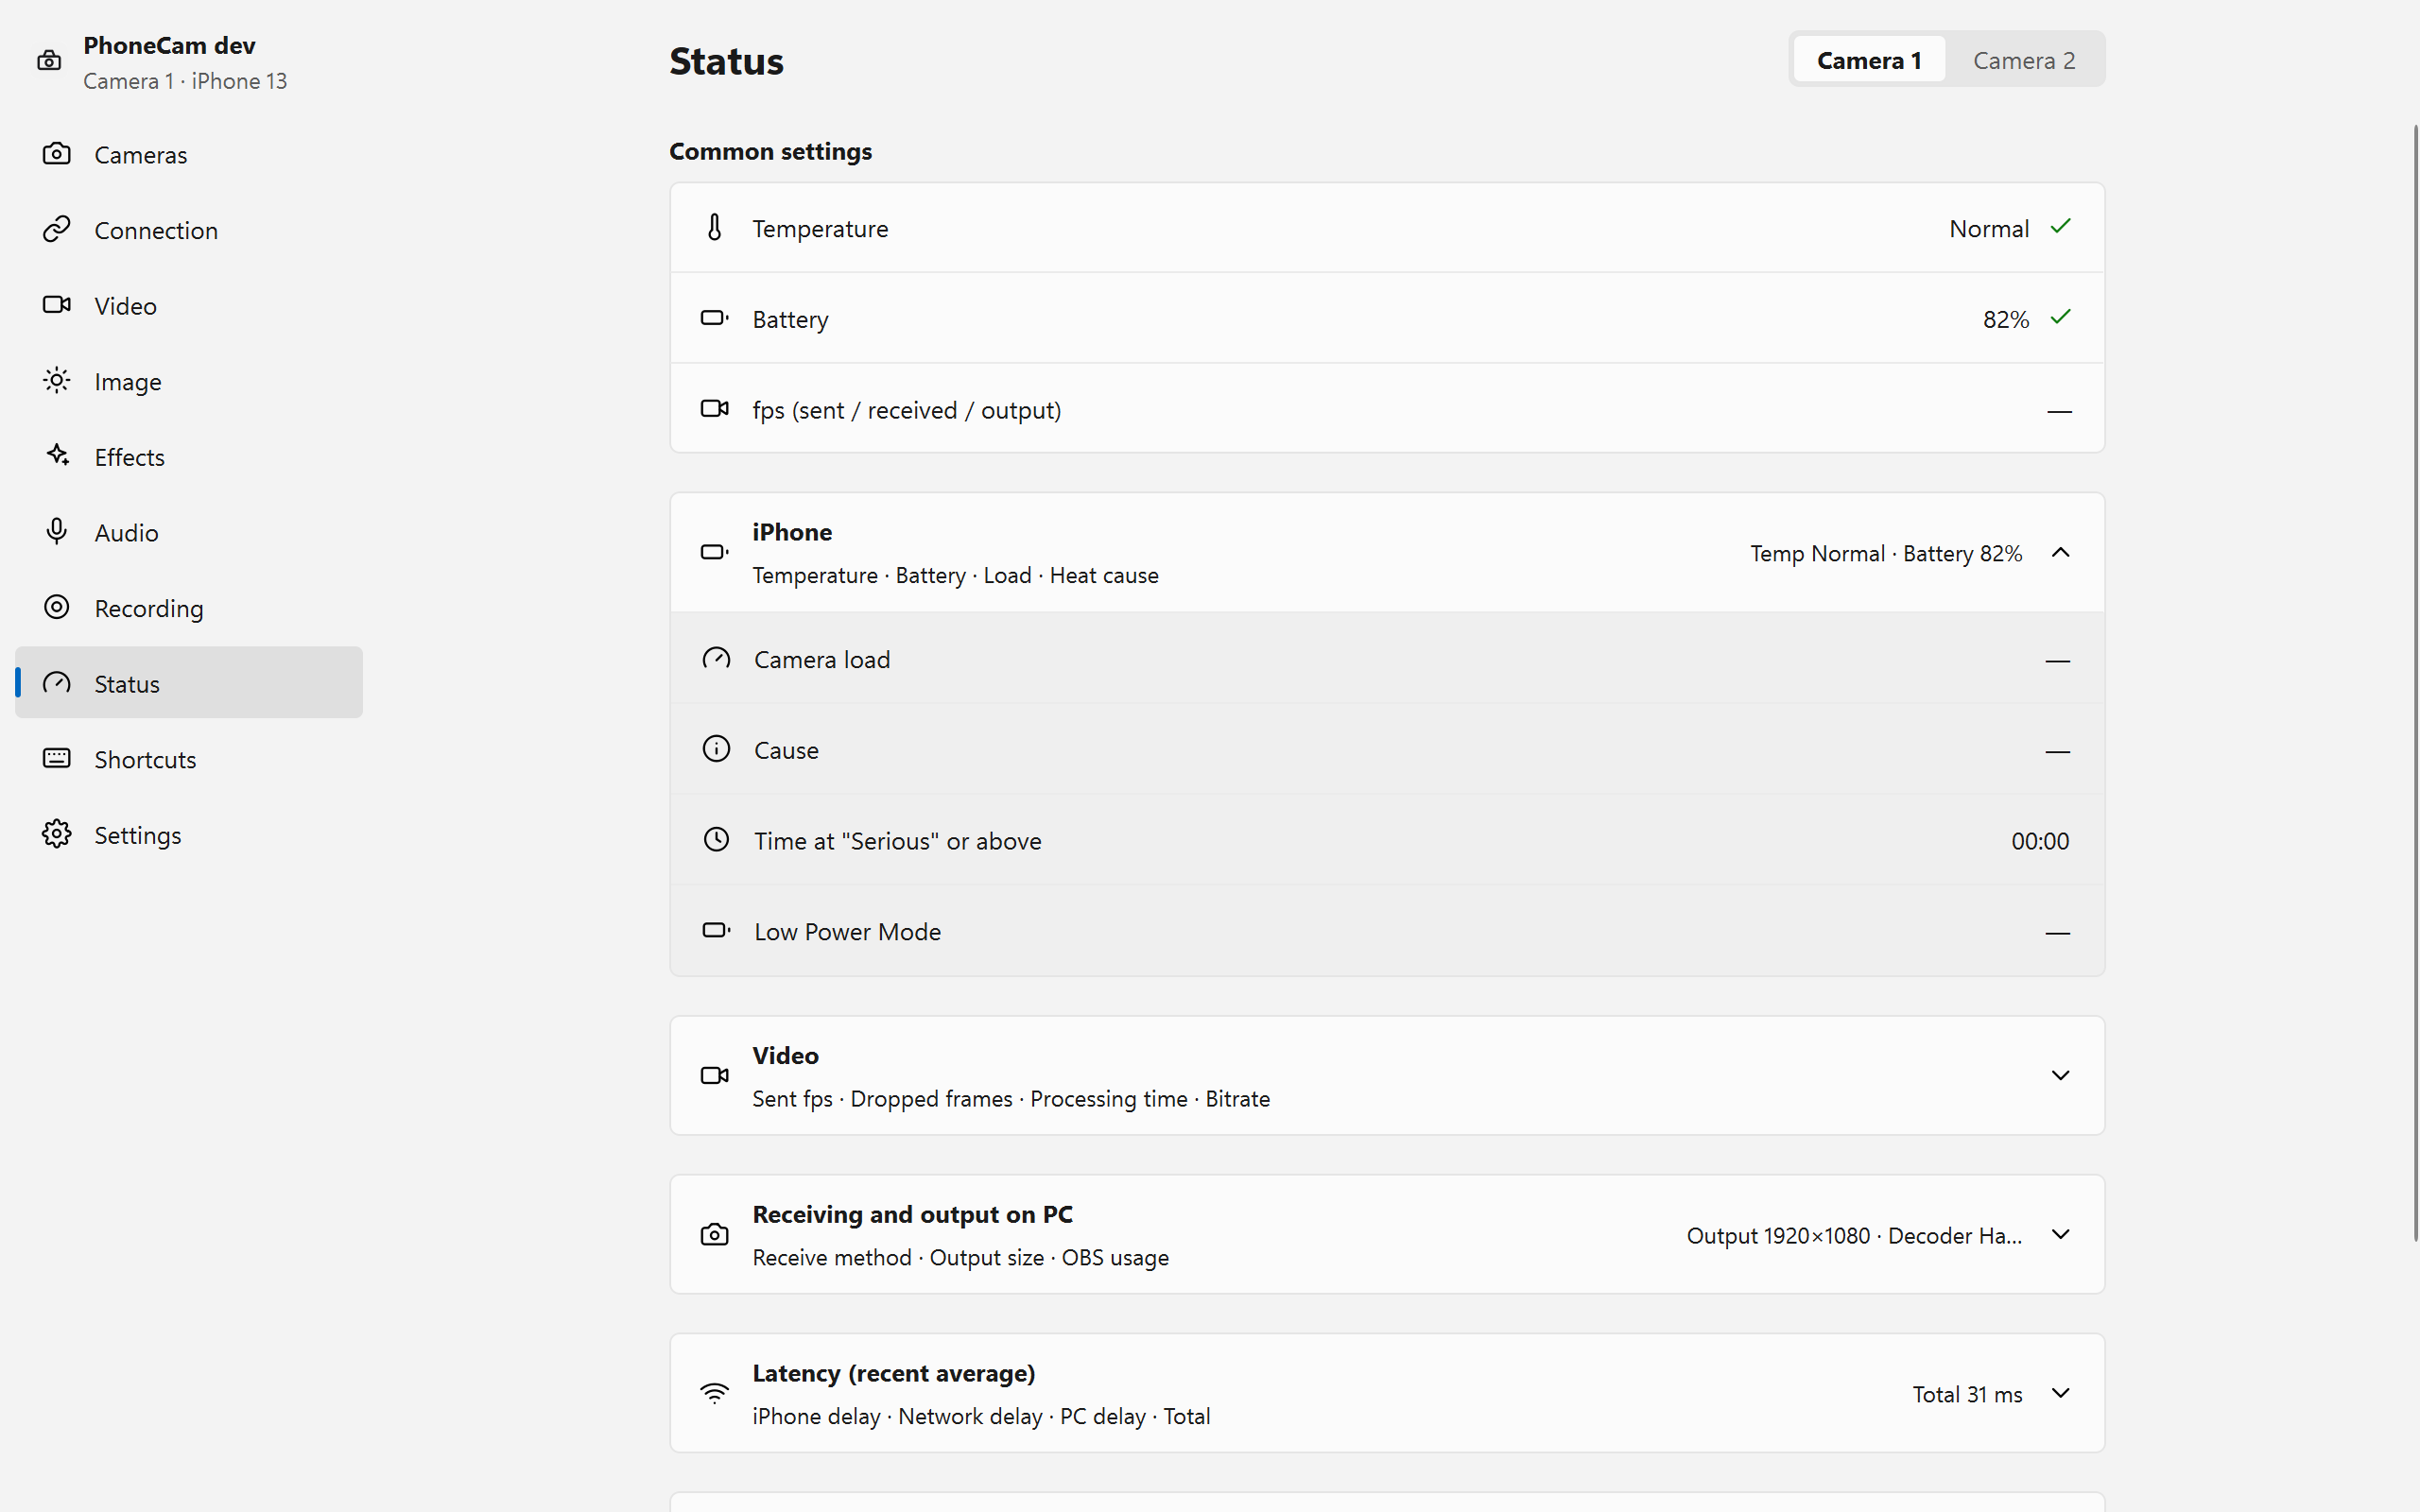 PhoneCam dev
Camera 1 · iPhone 13
Cameras
Connection
Video
Image
Effects
Audio
Recording
Status
Shortcuts
Settings
Status
Camera 1
Camera 2
Common settings
Temperature
Normal
Battery
82%
fps (sent / received / output)
—
iPhone
Temperature · Battery · Load · Heat cause
Temp Normal · Battery 82%
Camera load
—
Cause
—
Time at "Serious" or above
00:00
Low Power Mode
—
Video
Sent fps · Dropped frames · Processing time · Bitrate
Receiving and output on PC
Receive method · Output size · OBS usage
Output 1920×1080 · Decoder Ha...
Latency (recent average)
iPhone delay · Network delay · PC delay · Total
Total 31 ms